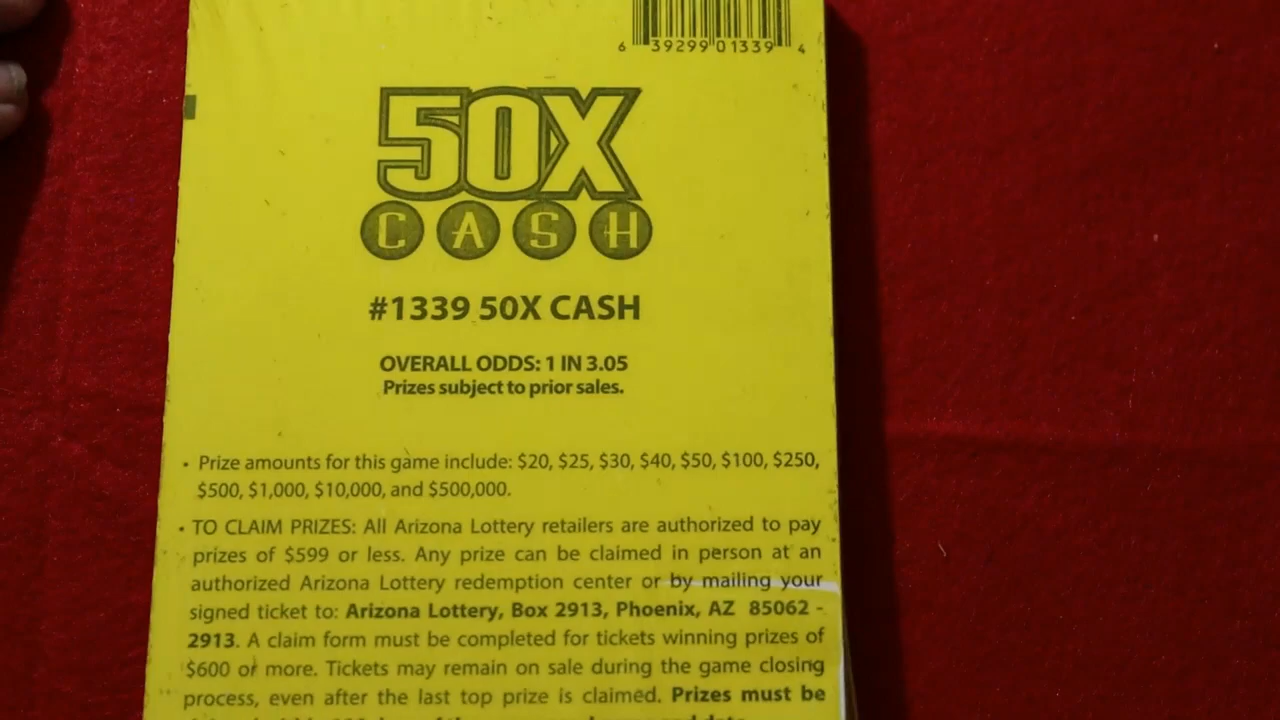 6 39299 01339 4
50X
CASH
#1339 50X CASH
OVERALL ODDS: 1 IN 3.05
Prizes subject to prior sales.
• Prize amounts for this game include: $20, $25, $30, $40, $50, $100, $250,
$500, $1,000, $10,000, and $500,000.
• TO CLAIM PRIZES: All Arizona Lottery retailers are authorized to pay
prizes of $599 or less. Any prize can be claimed in person at an
authorized Arizona Lottery redemption center or by mailing your
signed ticket to: Arizona Lottery, Box 2913, Phoenix, AZ 85062 -
2913. A claim form must be completed for tickets winning prizes of
$600 or more. Tickets may remain on sale during the game closing
process, even after the last top prize is claimed. Prizes must be